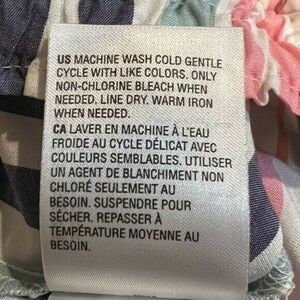 US MACHINE WASH COLD GENTLE
CYCLE WITH LIKE COLORS. ONLY
NON-CHLORINE BLEACH WHEN
NEEDED. LINE DRY. WARM IRON
WHEN NEEDED.
CA LAVER EN MACHINE À L'EAU
FROIDE AU CYCLE DÉLICAT AVEC
COULEURS SEMBLABLES. UTILISER
UN AGENT DE BLANCHIMENT NON
CHLORÉ SEULEMENT AU
BESOIN. SUSPENDRE POUR
SÉCHER. REPASSER À
TEMPÉRATURE MOYENNE AU
BESOIN.